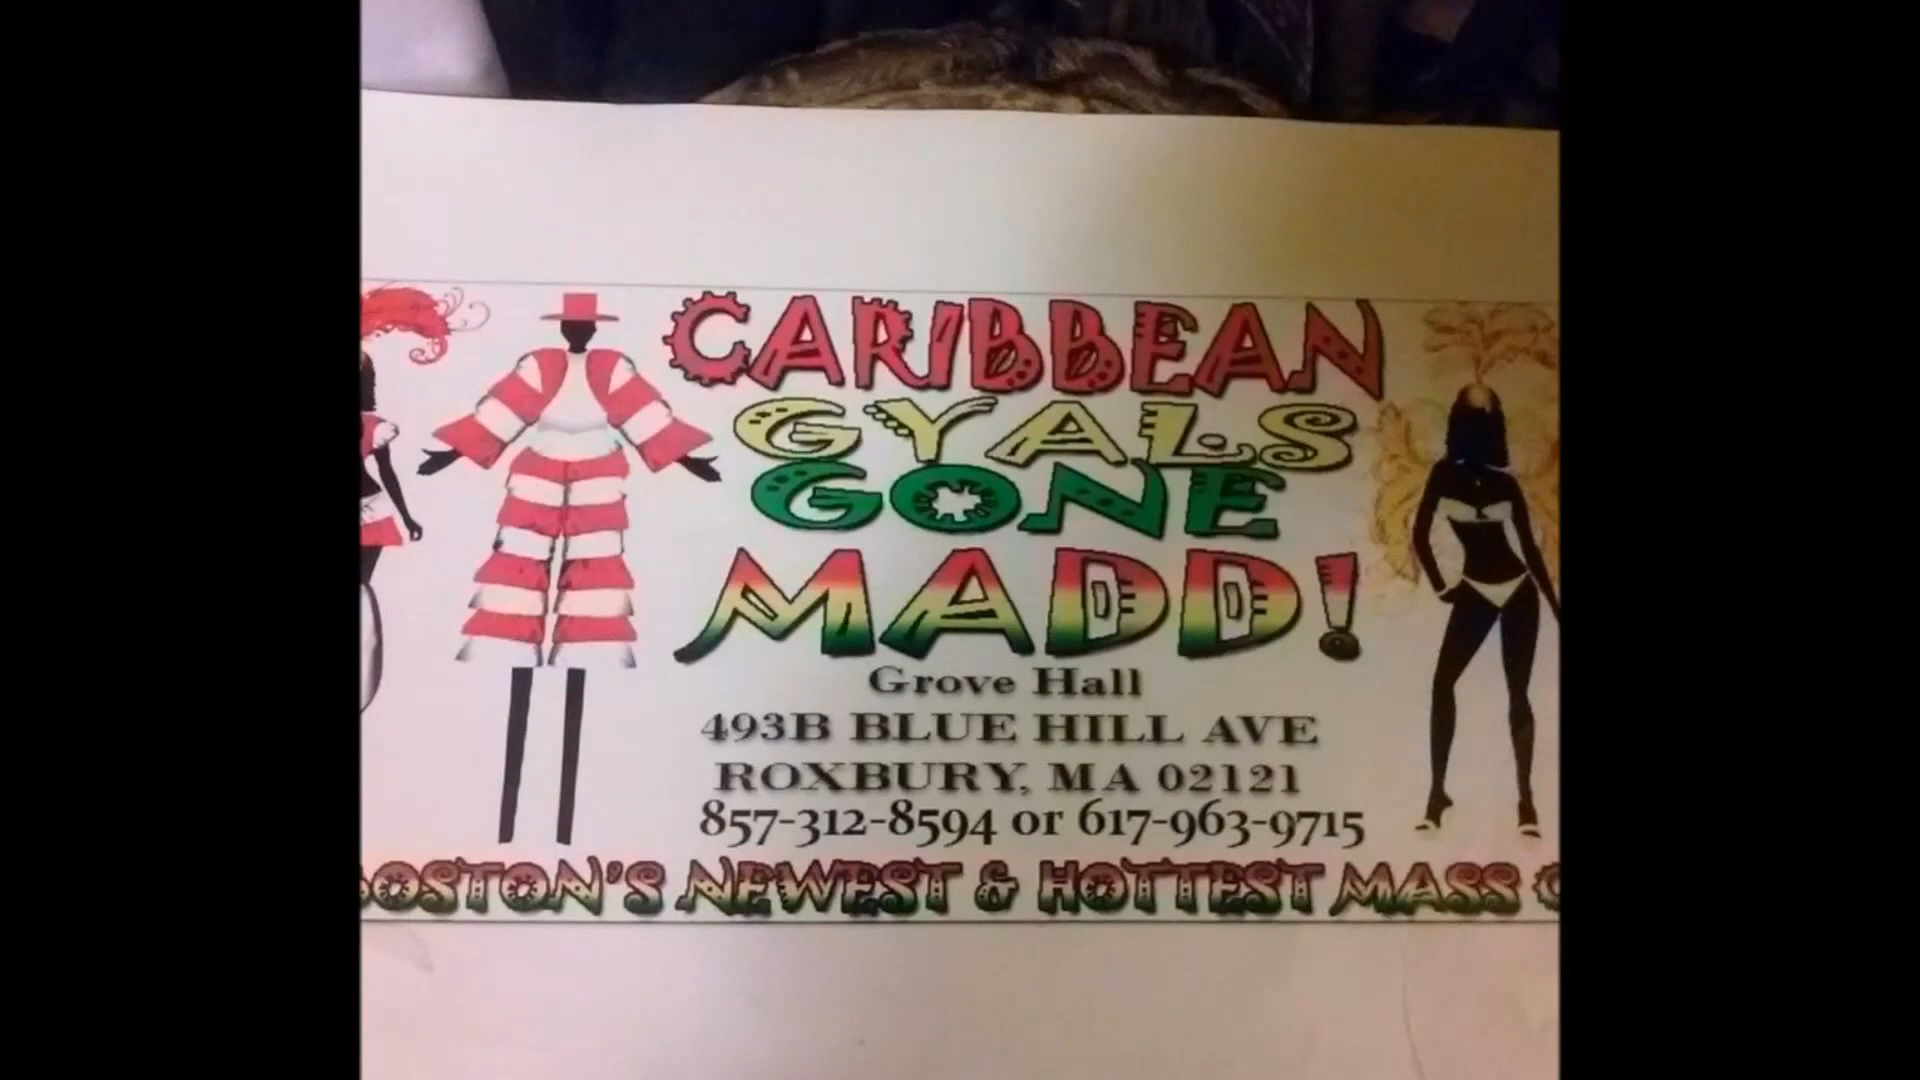 CARIBBEAN
GYALS
GONE
MADD!
Grove Hall
493B BLUE HILL AVE
ROXBURY, MA 02121
857-312-8594 or 617-963-9715
BOSTON'S NEWEST & HOTTEST MASS